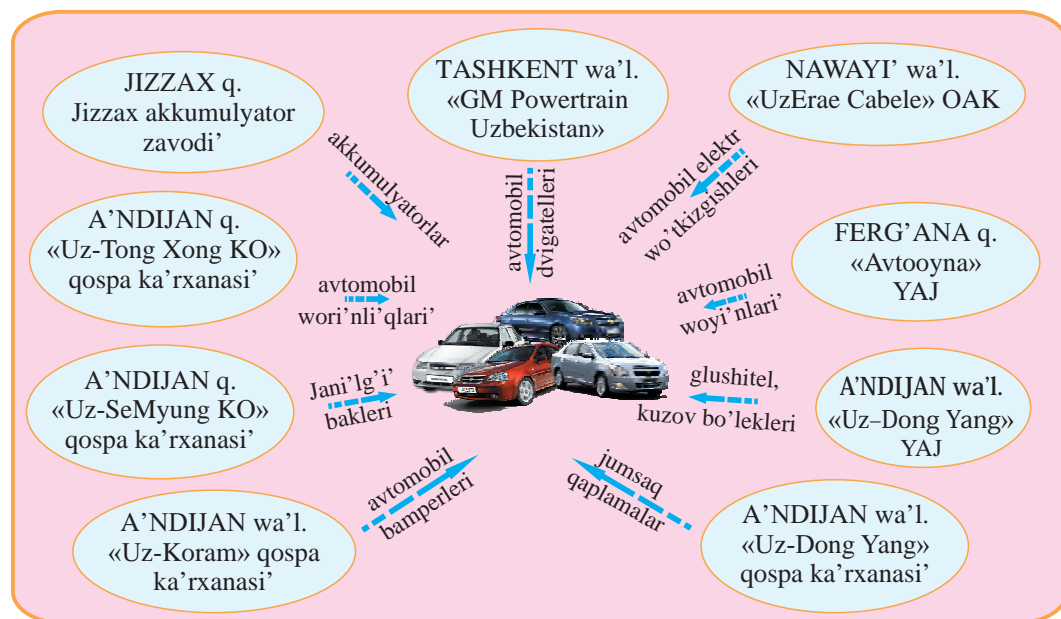 JIZZAX q.
Jizzax akkumulyator
zavodi’
akkumulyatorlar
TASHKENT wa’l.
«GM Powertrain
Uzbekistan»
avtomobil
dvigatelleri
NAWAYI’ wa’l.
«UzErae Cabele» OAK
avtomobil elektr
wo’tkizgishleri
A’NDIJAN q.
«Uz-Tong Xong KO»
qospa ka’rxanasi’
avtomobil
wori’nli’qlari’
FERG’ANA q.
«Avtooyna»
YAJ
avtomobil
woyi’nlari’
A’NDIJAN q.
«Uz-SeMyung KO»
qospa ka’rxanasi’
Jani’lg’i’
bakleri
A’NDIJAN wa’l.
«Uz–Dong Yang»
YAJ
glushitel,
kuzov bo’lekleri
A’NDIJAN wa’l.
«Uz-Koram» qospa
ka’rxanasi’
avtomobil
bamperleri
A’NDIJAN wa’l.
«Uz-Dong Yang»
qospa ka’rxanasi’
jumsaq
qaplamalar